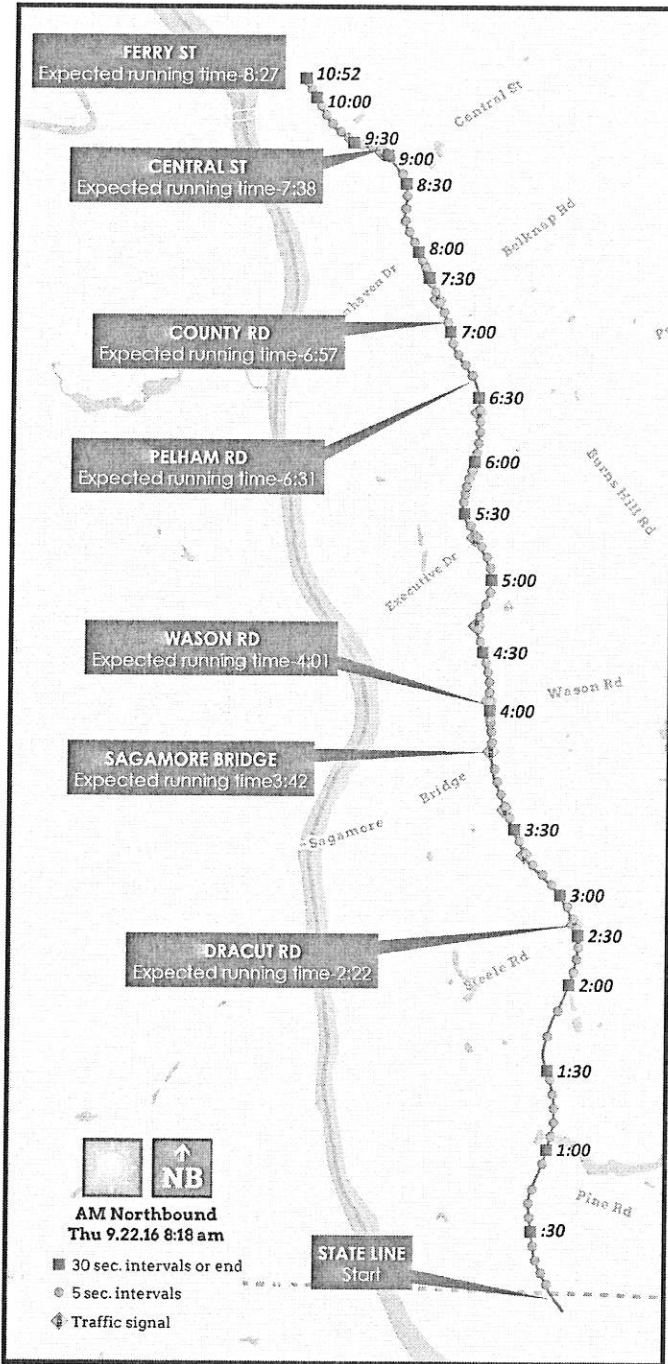 FERRY ST
Expected running time-8:27
10:52
10:00
Central St
9:30
CENTRAL ST
Expected running time-7:38
9:00
8:30
Belknap Rd
8:00
7:30
nhaven Dr
COUNTY RD
Expected running time-6:57
7:00
6:30
PELHAM RD
Expected running time-6:31
6:00
Burns Hill Rd
5:30
Executive Dr
5:00
WASON RD
Expected running time-4:01
4:30
Wason Rd
4:00
SAGAMORE BRIDGE
Expected running time3:42
Sagamore Bridge
3:30
3:00
DRACUT RD
Expected running time-2:22
2:30
Steele Rd
2:00
1:30
1:00
NB
Pine Rd
AM Northbound
Thu 9.22.16 8:18 am
:30
STATE LINE
Start
30 sec. intervals or end
5 sec. intervals
Traffic signal